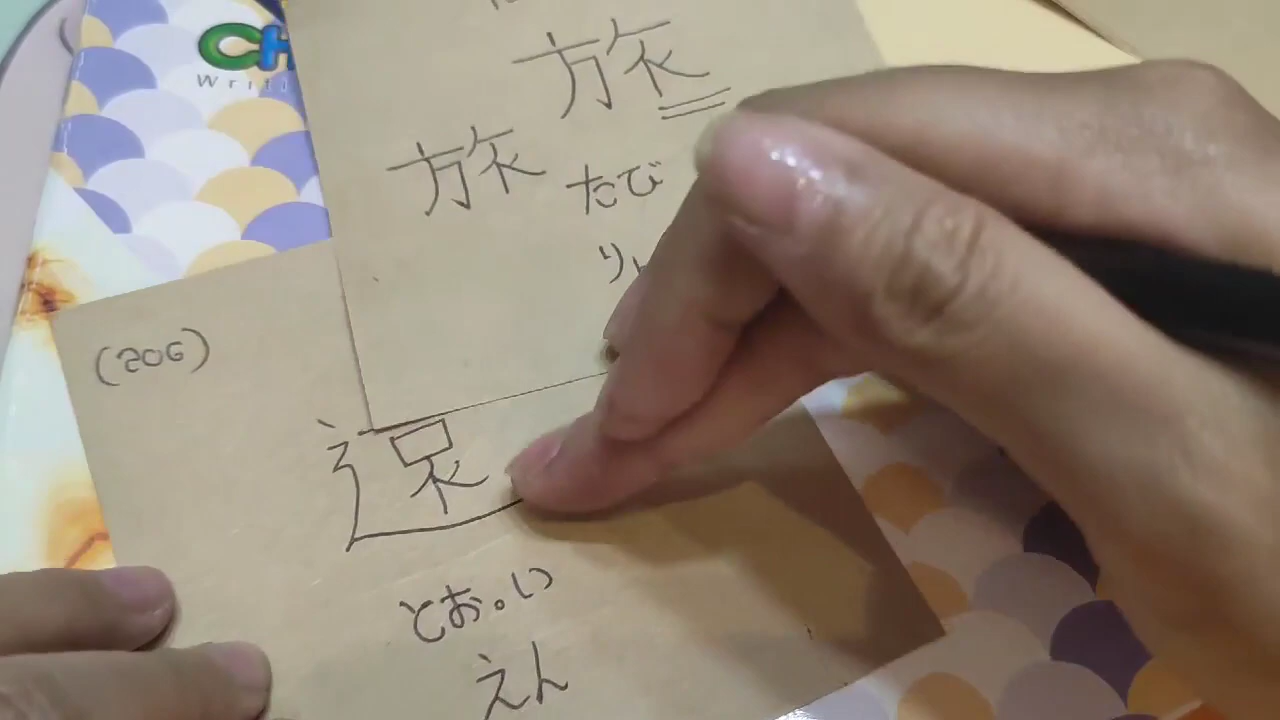 旅
旅
たび
り
(206)
遠
とお。い
えん